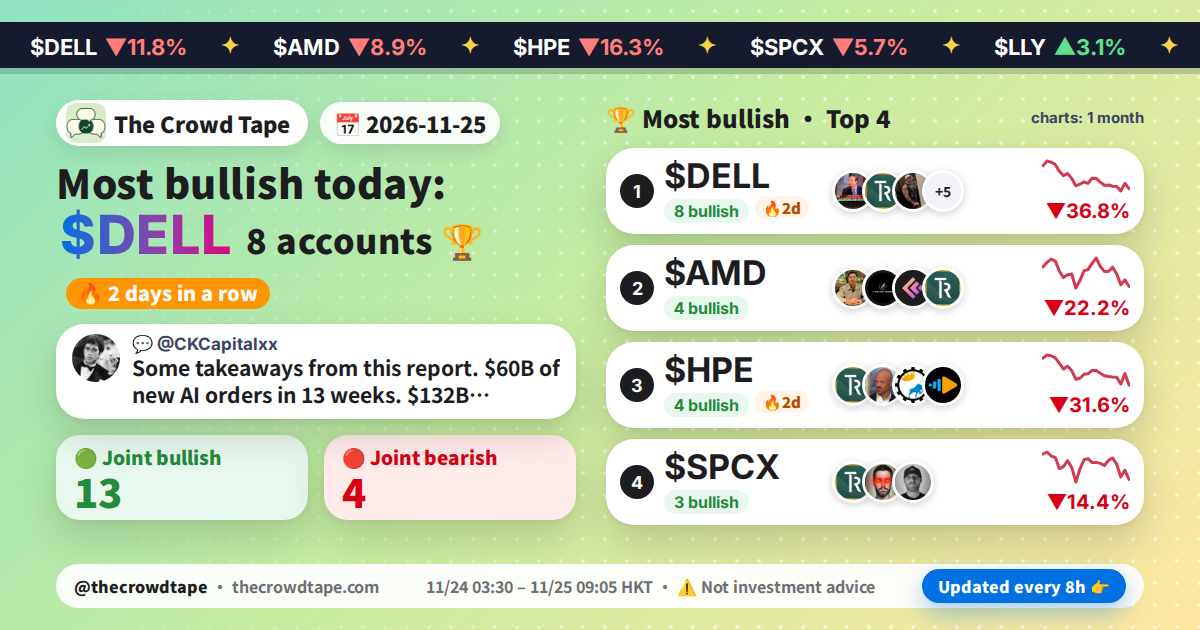 $DELL ▼11.8% ✦ $AMD ▼8.9% ✦ $HPE ▼16.3% ✦ $SPCX ▼5.7% ✦ $LLY ▲3.1% ✦
The Crowd Tape
📅 2026-11-25
Most bullish today:
$DELL 8 accounts 🏆
🔥 2 days in a row
💬 @CKCapitalxx
Some takeaways from this report. $60B of
new AI orders in 13 weeks. $132B…
🟢 Joint bullish
13
🔴 Joint bearish
4
🏆 Most bullish • Top 4
charts: 1 month
1 $DELL
8 bullish 🔥2d
+5
▼36.8%
2 $AMD
4 bullish
▼22.2%
3 $HPE
4 bullish 🔥2d
▼31.6%
4 $SPCX
3 bullish
▼14.4%
@thecrowdtape • thecrowdtape.com
11/24 03:30 – 11/25 09:05 HKT • ⚠️ Not investment advice
Updated every 8h 👉